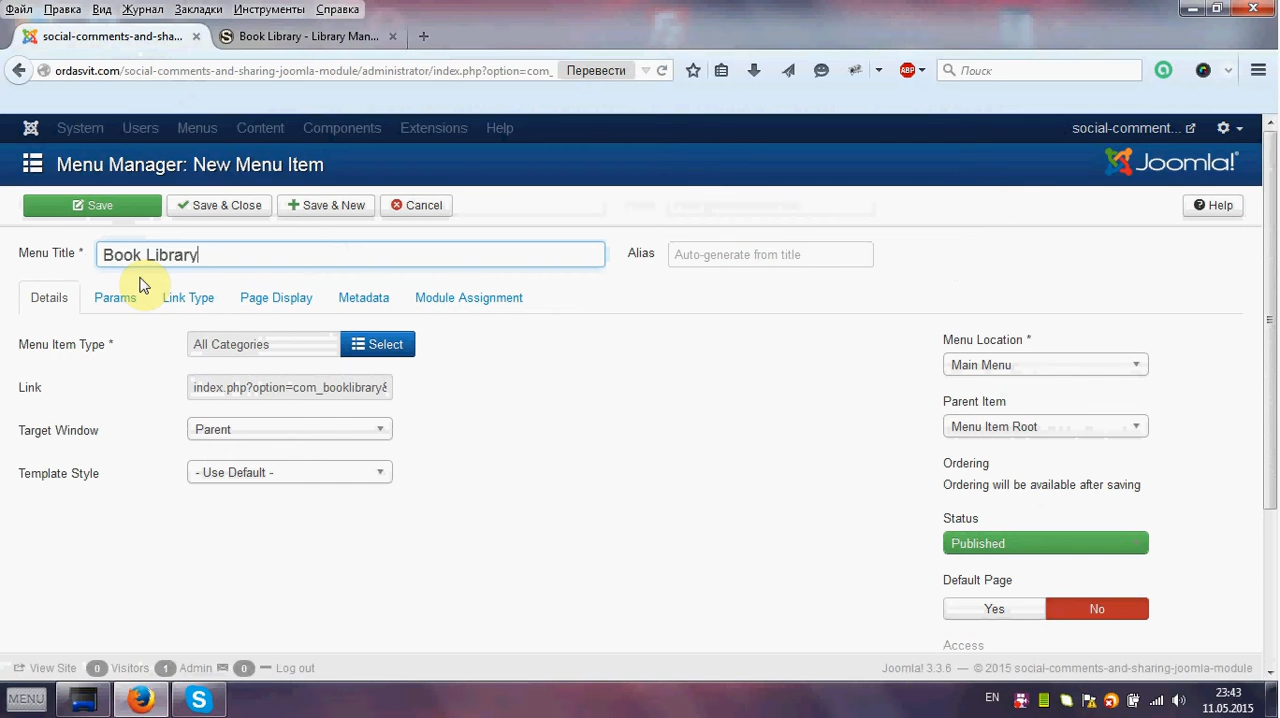 Файл Правка Вид Журнал Закладки Инструменты Справка
social-comments-and-sha...
Book Library - Library Man...
ordasvit.com/social-comments-and-sharing-joomla-module/administrator/index.php?option=com_
Перевести
ABP
Поиск
System Users Menus Content Components Extensions Help
social-comment...
Menu Manager: New Menu Item
Joomla!
Save
Save & Close
Save & New
Cancel
Help
Menu Title *
Book Library
Alias
Auto-generate from title
Details Params Link Type Page Display Metadata Module Assignment
Menu Item Type *
All Categories
Select
Link
index.php?option=com_booklibrary&
Target Window
Parent
Template Style
- Use Default -
Menu Location *
Main Menu
Parent Item
Menu Item Root
Ordering
Ordering will be available after saving
Status
Published
Default Page
Yes
No
Access
View Site 0 Visitors 1 Admin 0 Log out
Joomla! 3.3.6 — © 2015 social-comments-and-sharing-joomla-module
MENU
EN
23:43
11.05.2015